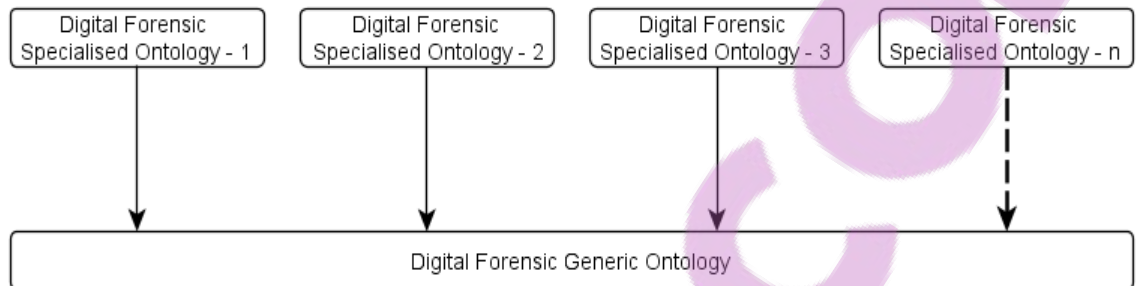 Digital Forensic
Specialised Ontology - 1
Digital Forensic
Specialised Ontology - 2
Digital Forensic
Specialised Ontology - 3
Digital Forensic
Specialised Ontology - n
Digital Forensic Generic Ontology